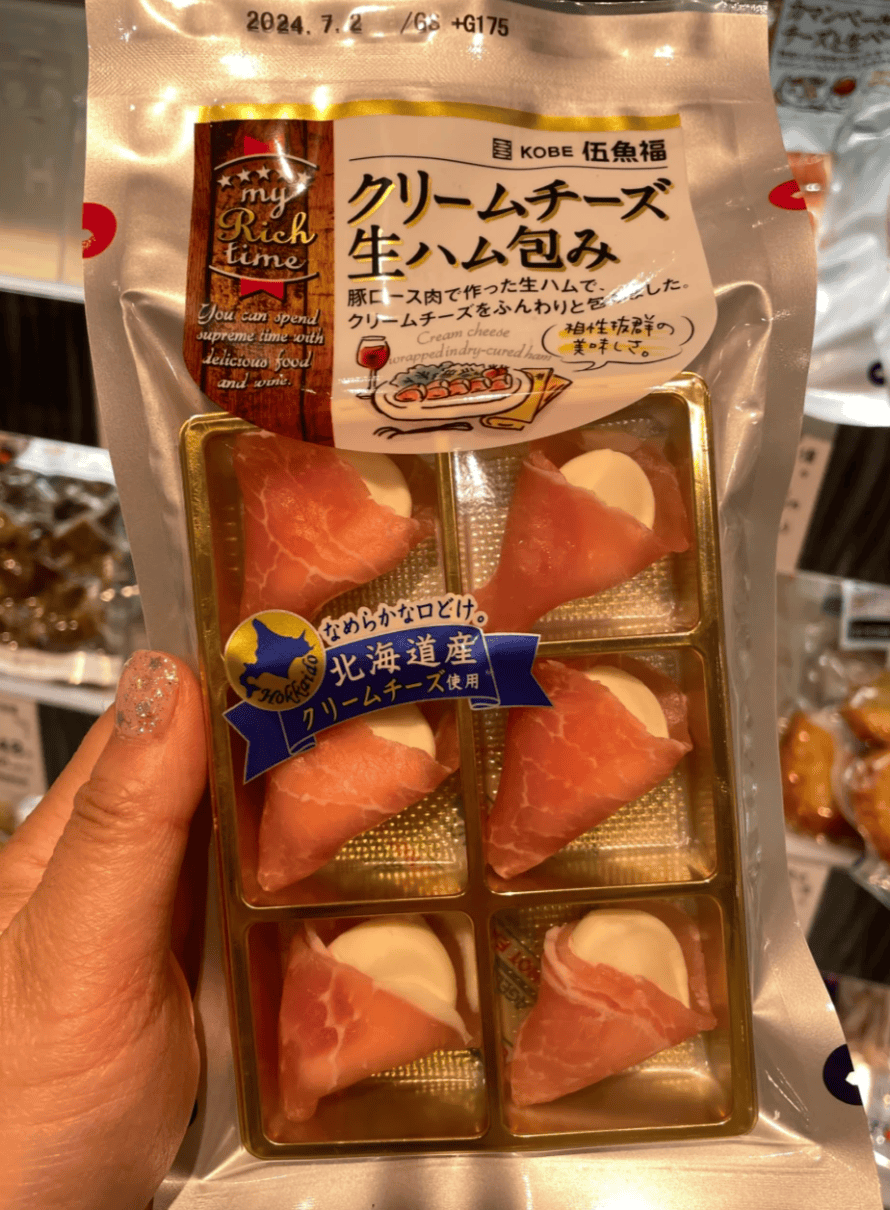 2024.7.2 /GS +G175
KOBE 伍魚福
my
Rich
time
クリームチーズ
生ハム包み
豚ロース肉で作った生ハムで、
クリームチーズをふんわりと包 ました。
You can spend
supreme time with
delicious food
and wine.
Cream cheese
wrapped in dry-cured ham
相性抜群の
美味しさ。
なめらかな口どけ。
Hokkaido
北海道産
クリームチーズ使用